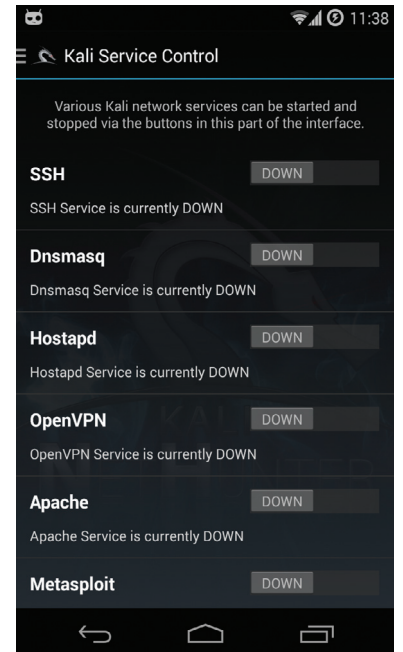 11:38
Kali Service Control
Various Kali network services can be started and
stopped via the buttons in this part of the interface.
SSH DOWN
SSH Service is currently DOWN
Dnsmasq DOWN
Dnsmasq Service is currently DOWN
Hostapd DOWN
Hostapd Service is currently DOWN
OpenVPN DOWN
OpenVPN Service is currently DOWN
Apache DOWN
Apache Service is currently DOWN
Metasploit DOWN